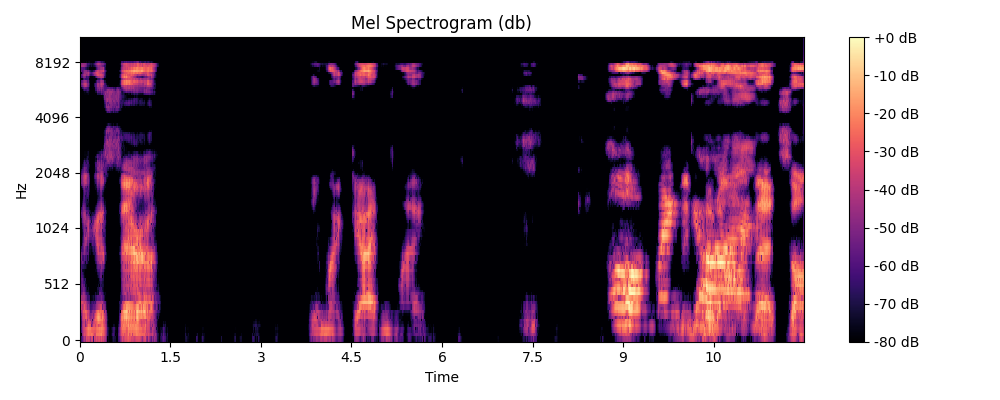 Mel Spectrogram (db)
Hz
8192
4096
2048
1024
512
0
0 1.5 3 4.5 6 7.5 9 10
Time
+0 dB
-10 dB
-20 dB
-30 dB
-40 dB
-50 dB
-60 dB
-70 dB
-80 dB